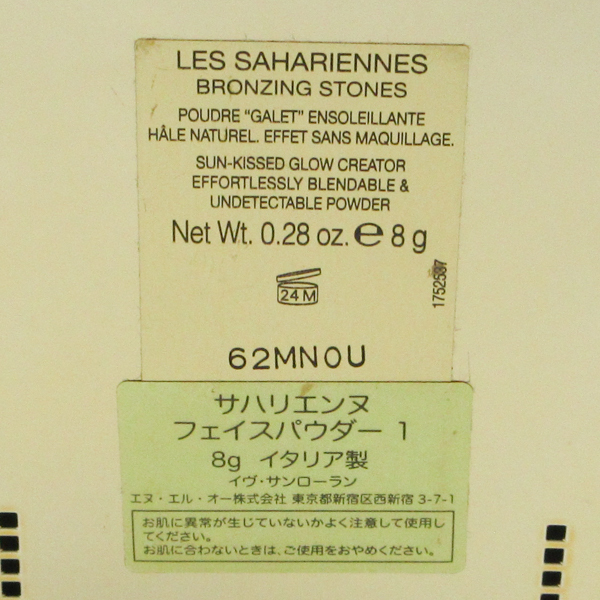 LES SAHARIENNES
BRONZING STONES
POUDRE "GALET" ENSOLEILLANTE
HÂLE NATUREL. EFFET SANS MAQUILLAGE.
SUN-KISSED GLOW CREATOR
EFFORTLESSLY BLENDABLE &
UNDETECTABLE POWDER
Net Wt. 0.28 oz. ℮ 8 g
24 M
62MN0U
サハリエンヌ
フェイスパウダー 1
8g イタリア製
イヴ・サンローラン
エヌ・エル・オー株式会社 東京都新宿区西新宿 3-7-1
お肌に異常が生じていないかよく注意して使用し
てください。
お肌に合わないときは、ご使用をおやめください。